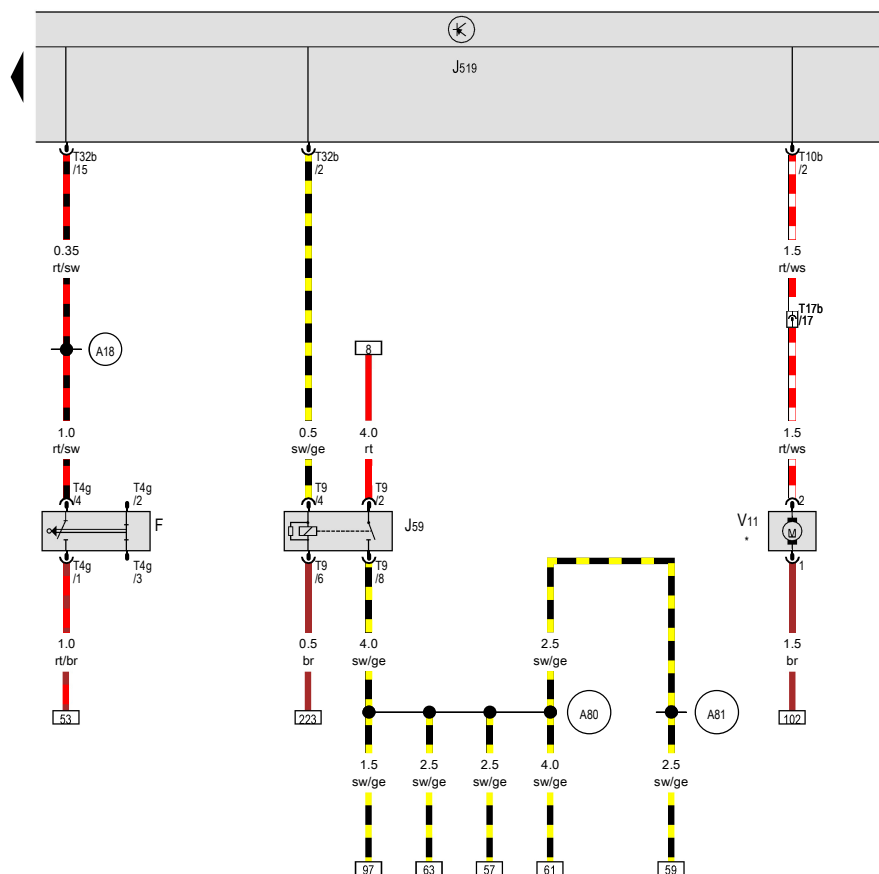 J519
T32b
/15
T32b
/2
T10b
/2
0.35
rt/sw
1.5
rt/ws
T17b
/17
A18
8
1.0
rt/sw
0.5
sw/ge
4.0
rt
1.5
rt/ws
T4g
/4
T4g
/2
T9
/4
T9
/2
2
F
J59
V11
*
M
T4g
/1
T4g
/3
T9
/6
T9
/8
1
1.0
rt/br
0.5
br
4.0
sw/ge
2.5
sw/ge
1.5
br
53
223
A80
A81
102
1.5
sw/ge
2.5
sw/ge
2.5
sw/ge
4.0
sw/ge
2.5
sw/ge
97
63
57
61
59